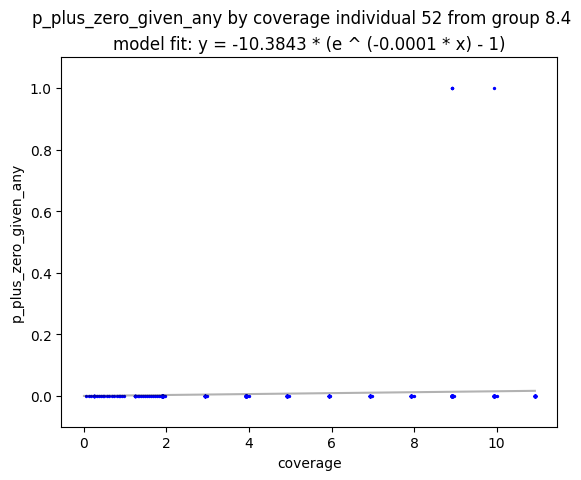 p_plus_zero_given_any by coverage individual 52 from group 8.4
model fit: y = -10.3843 * (e ^ (-0.0001 * x) - 1)
1.0
0.8
0.6
0.4
0.2
0.0
p_plus_zero_given_any
0 2 4 6 8 10
coverage